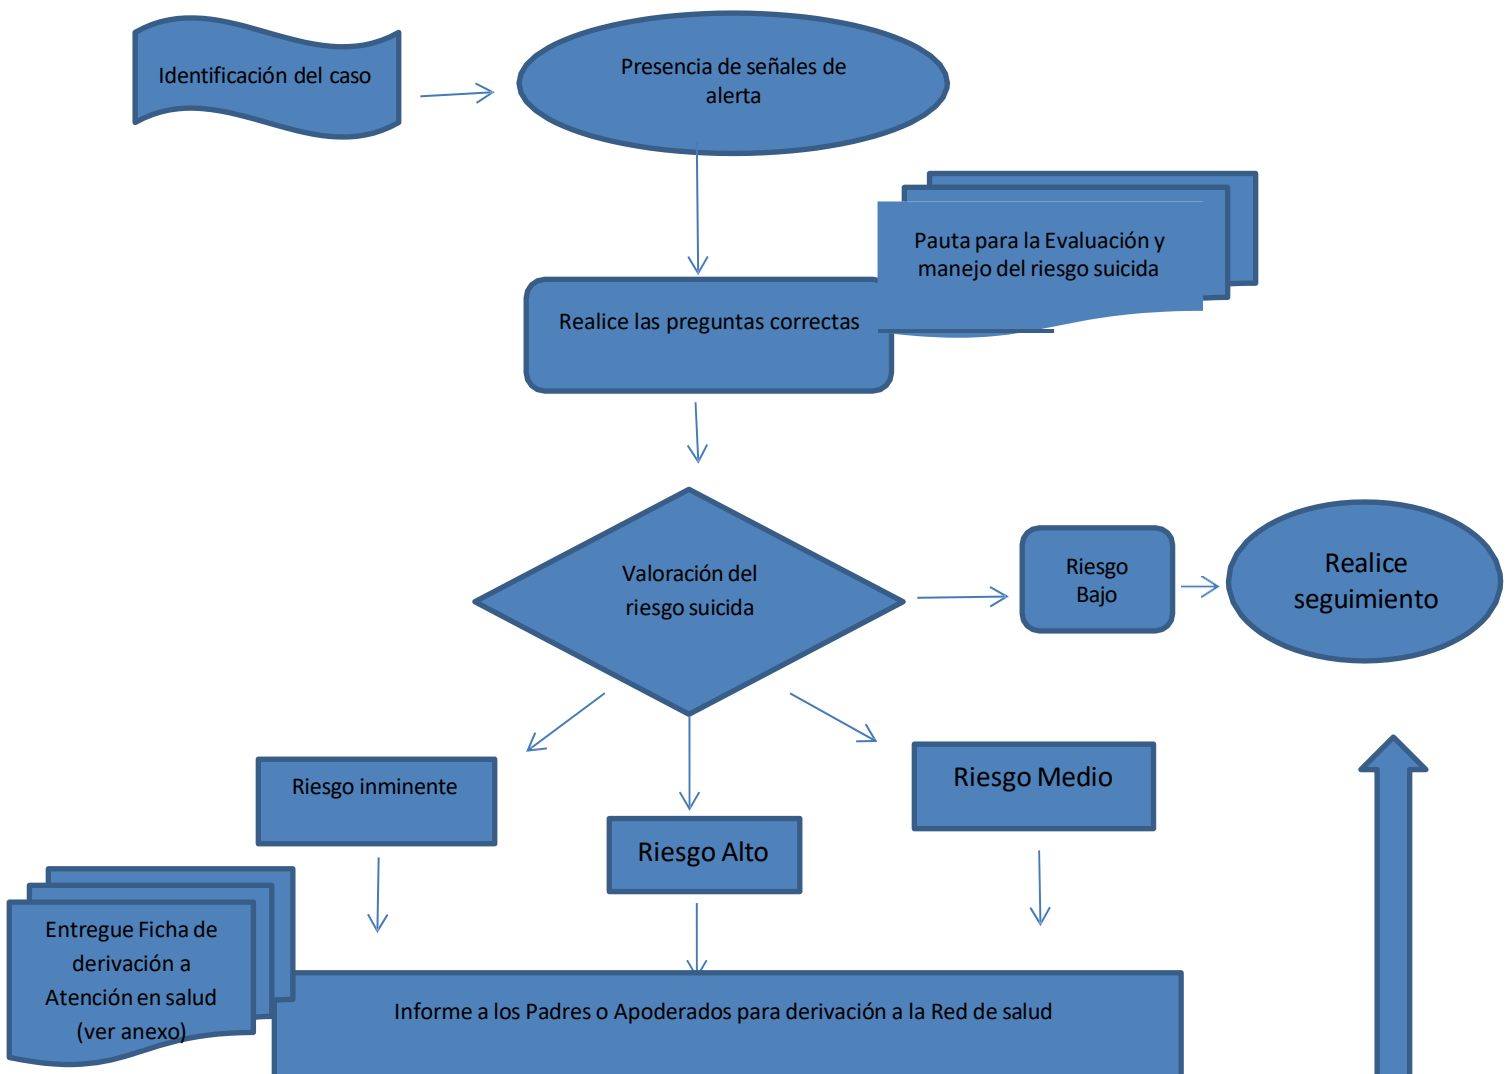 Identificación del caso
Presencia de señales de
alerta
Pauta para la Evaluación y
manejo del riesgo suicida
Realice las preguntas correctas
Valoración del
riesgo suicida
Riesgo
Bajo
Realice
seguimiento
Riesgo inminente
Riesgo Alto
Riesgo Medio
Entregue Ficha de
derivación a
Atención en salud
(ver anexo)
Informe a los Padres o Apoderados para derivación a la Red de salud